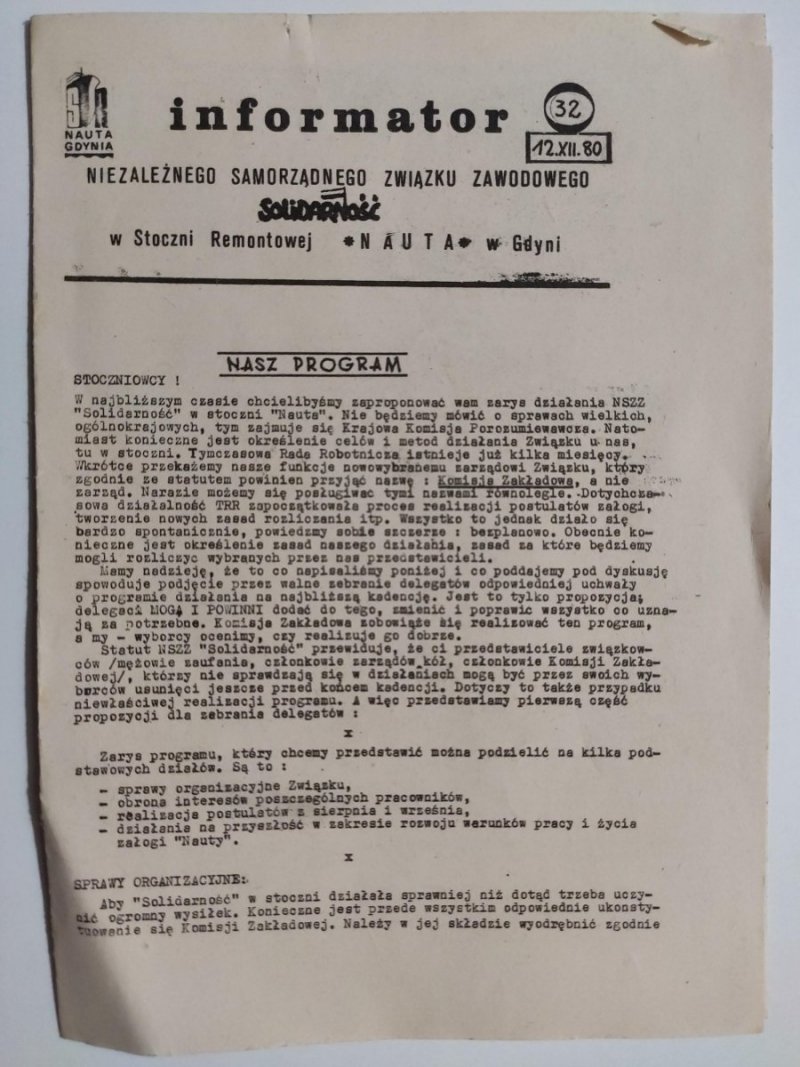 SR
NAUTA
GDYNIA
informator
32
12.XII.80
NIEZALEŻNEGO SAMORZĄDNEGO ZWIĄZKU ZAWODOWEGO
SOLIDARNOŚĆ
w Stoczni Remontowej *NAUTA* w Gdyni
NASZ PROGRAM
STOCZNIOWCY !
W najbliższym czasie chcielibyśmy zaproponować wam zarys działania NSZZ
"Solidarność" w stoczni "Nauta". Nie będziemy mówić o sprawach wielkich,
ogólnokrajowych, tym zajmuje się Krajowa Komisja Porozumiewawcza. Nato-
miast konieczne jest określenie celów i metod działania Związku u nas,
tu w stoczni. Tymczasowa Rada Robotnicza istnieje już kilka miesięcy.
Wkrótce przekażemy nasze funkcje nowowybranemu zarządowi Związku, który
zgodnie ze statutem powinien przyjąć nazwę : Komisja Zakładowa, a nie
zarząd. Narazie możemy się posługiwać tymi nazwami równolegle. Dotychcza-
sowa działalność TRR zapoczątkowała proces realizacji postulatów załogi,
tworzenie nowych zasad rozliczania itp. Wszystko to jednak działo się
bardzo spontanicznie, powiedzmy sobie szczerze : bezplanowo. Obecnie ko-
nieczne jest określenie zasad naszego działania, zasad za które będziemy
mogli rozliczyc wybranych przez nas przedstawicieli.
Mamy nadzieję, że to co napisaliśmy poniżej i co poddajemy pod dyskusję
spowoduje podjęcie przez walne zebranie delegatów odpowiedniej uchwały
o programie działania na najbliższą kadencję. Jest to tylko propozycja;
delegaci MOGĄ I POWINNI dodać do tego, zmienić i poprawic wszystko co uzna-
ją za potrzebne. Komisja Zakładowa zobowiąże się realizować ten program,
a my - wyborcy ocenimy, czy realizuje go dobrze.
Statut NSZZ "Solidarność" przewiduje, że ci przedstawiciele związkow-
ców /mężowie zaufania, członkowie zarządów kół, członkowie Komisji Zakła-
dowej/, którzy nie sprawdzają się w działaniach mogą być przez swoich wy-
borców usunięci jeszcze przed końcem kadencji. Dotyczy to także przypadku
niewłaściwej realizacji programu. A więc przedstawiamy pierwszą część
propozycji dla zebrania delegatów :
x
Zarys programu, który chcemy przedstawić można podzielić na kilka pod-
stawowych działów. Są to :
- sprawy organizacyjne Związku,
- obrona interesów poszczególnych pracowników,
- realizacja postulatów z sierpnia i września,
- działania na przyszłość w zakresie rozwoju warunków pracy i życia
załogi "Nauty".
x
SPRAWY ORGANIZACYJNE:
Aby "Solidarność" w stoczni działała sprawniej niż dotąd trzeba uczy-
nić ogromny wysiłek. Konieczne jest przede wszystkim odpowiednie ukonsty-
tuowanie się Komisji Zakładowej. Należy w jej składzie wyodrębnić zgodnie